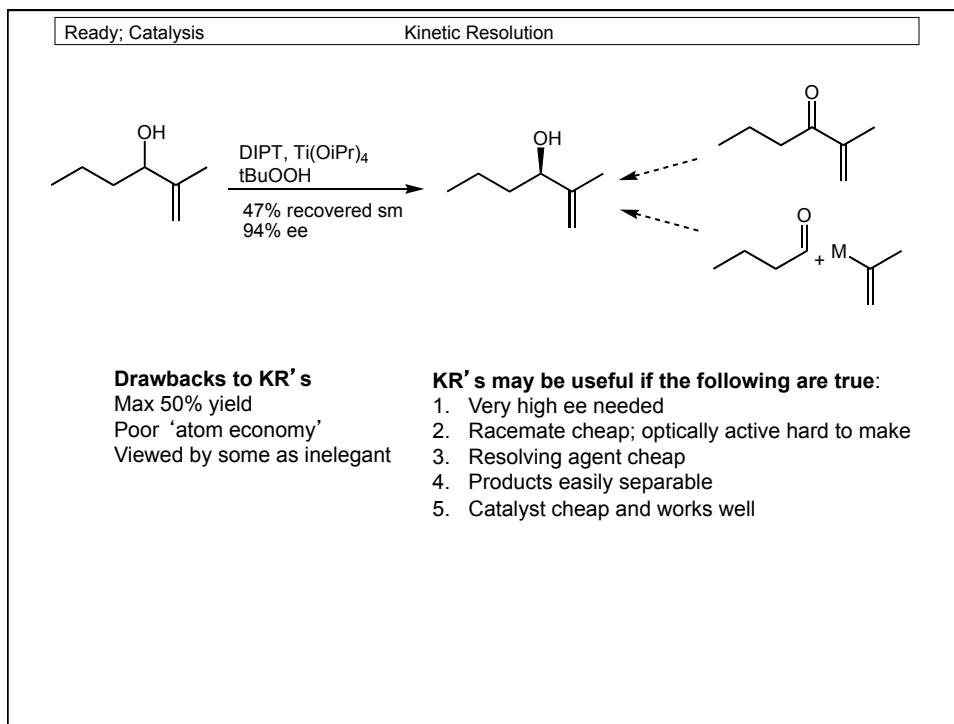 Ready; Catalysis Kinetic Resolution
OH
DIPT, Ti(OiPr)4
tBuOOH
47% recovered sm
94% ee
OH
O
O
M
+
Drawbacks to KR's
Max 50% yield
Poor 'atom economy'
Viewed by some as inelegant
KR's may be useful if the following are true:
1. Very high ee needed
2. Racemate cheap; optically active hard to make
3. Resolving agent cheap
4. Products easily separable
5. Catalyst cheap and works well